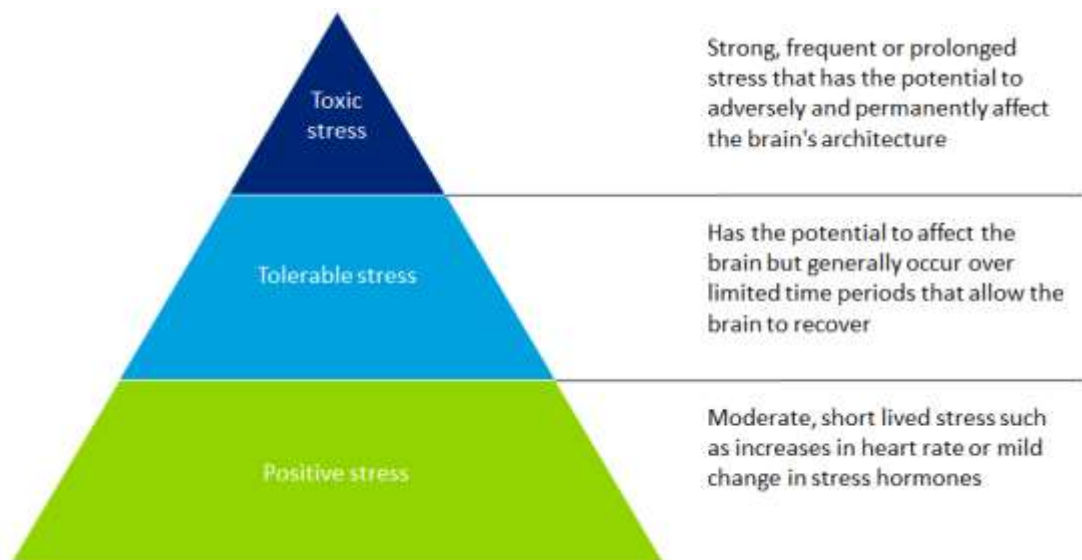 Toxic
stress
Strong, frequent or prolonged
stress that has the potential to
adversely and permanently affect
the brain's architecture
Tolerable stress
Has the potential to affect the
brain but generally occur over
limited time periods that allow the
brain to recover
Positive stress
Moderate, short lived stress such
as increases in heart rate or mild
change in stress hormones